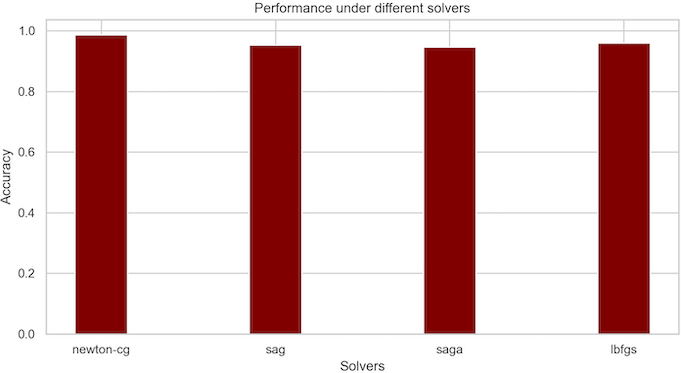 Performance under different solvers
1.0
0.8
0.6
0.4
0.2
0.0
Accuracy
newton-cg sag saga lbfgs
Solvers